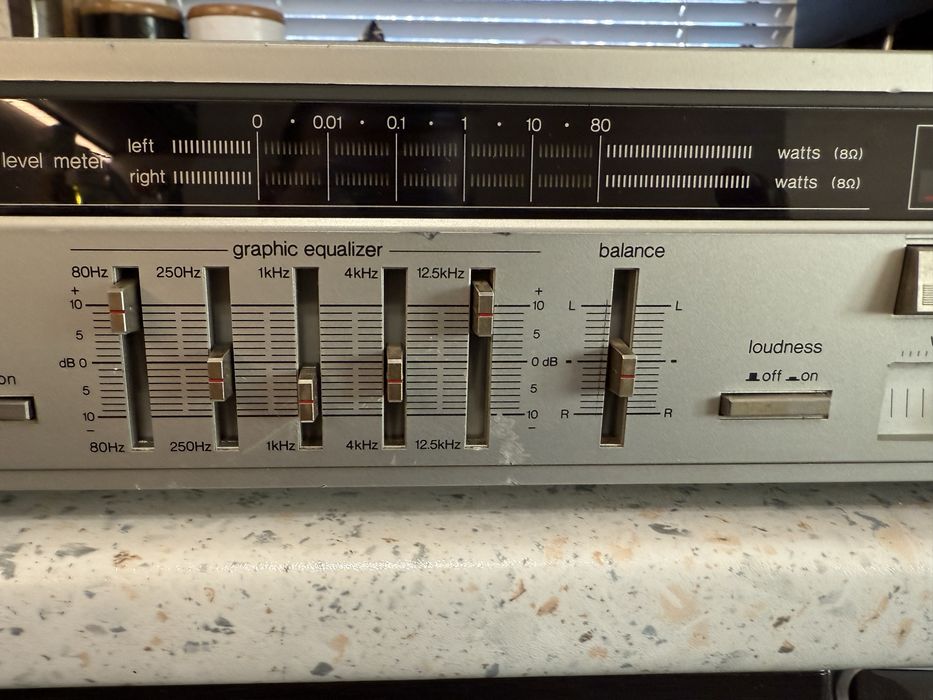 0 · 0.01 · 0.1 · 1 · 10 · 80
level meter
left watts (8Ω)
right watts (8Ω)
graphic equalizer balance
80Hz 250Hz 1kHz 4kHz 12.5kHz
+ +
10 10 L L
5 5
dB 0 0 dB
5 5
10 10 R R
− −
80Hz 250Hz 1kHz 4kHz 12.5kHz
loudness
off on
on